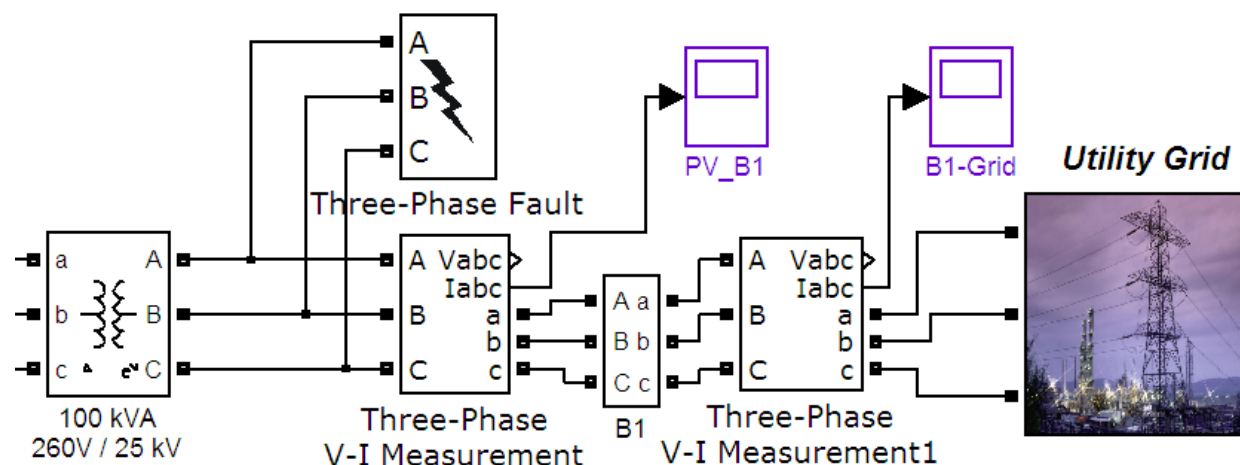 A
B
C
Three-Phase Fault
PV_B1
B1-Grid
Utility Grid
a A
b B
c C
100 kVA
260V / 25 kV
A Vabc
Iabc
a
B
b
C c
Three-Phase
V-I Measurement
A a
B b
C c
B1
A Vabc
Iabc
B a
b
C c
Three-Phase
V-I Measurement1